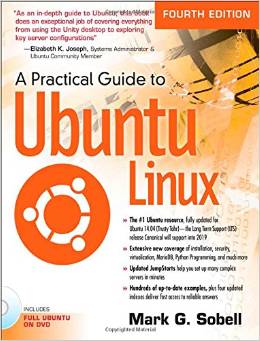 FOURTH EDITION
"As an in-depth guide to Ubuntu, this book
does an exceptional job of covering everything
from using the Unity desktop to exploring
key server configurations"
—Elizabeth K. Joseph, Systems Administrator &
Ubuntu Community Member
A Practical Guide to
Ubuntu
Linux
The #1 Ubuntu resource, fully updated for
Ubuntu 14.04 (Trusty Tahr)—the Long Term Support (LTS)
release Canonical will support into 2019
Extensive new coverage of installation, security,
virtualization, MariaDB, Python Programming, and much more
Updated JumpStarts help you set up many complex
servers in minutes
Hundreds of up-to-date examples, plus four updated
indexes deliver fast access to reliable answers
INCLUDES
FULL UBUNTU
ON DVD
Mark G. Sobell
Copyrighted Material